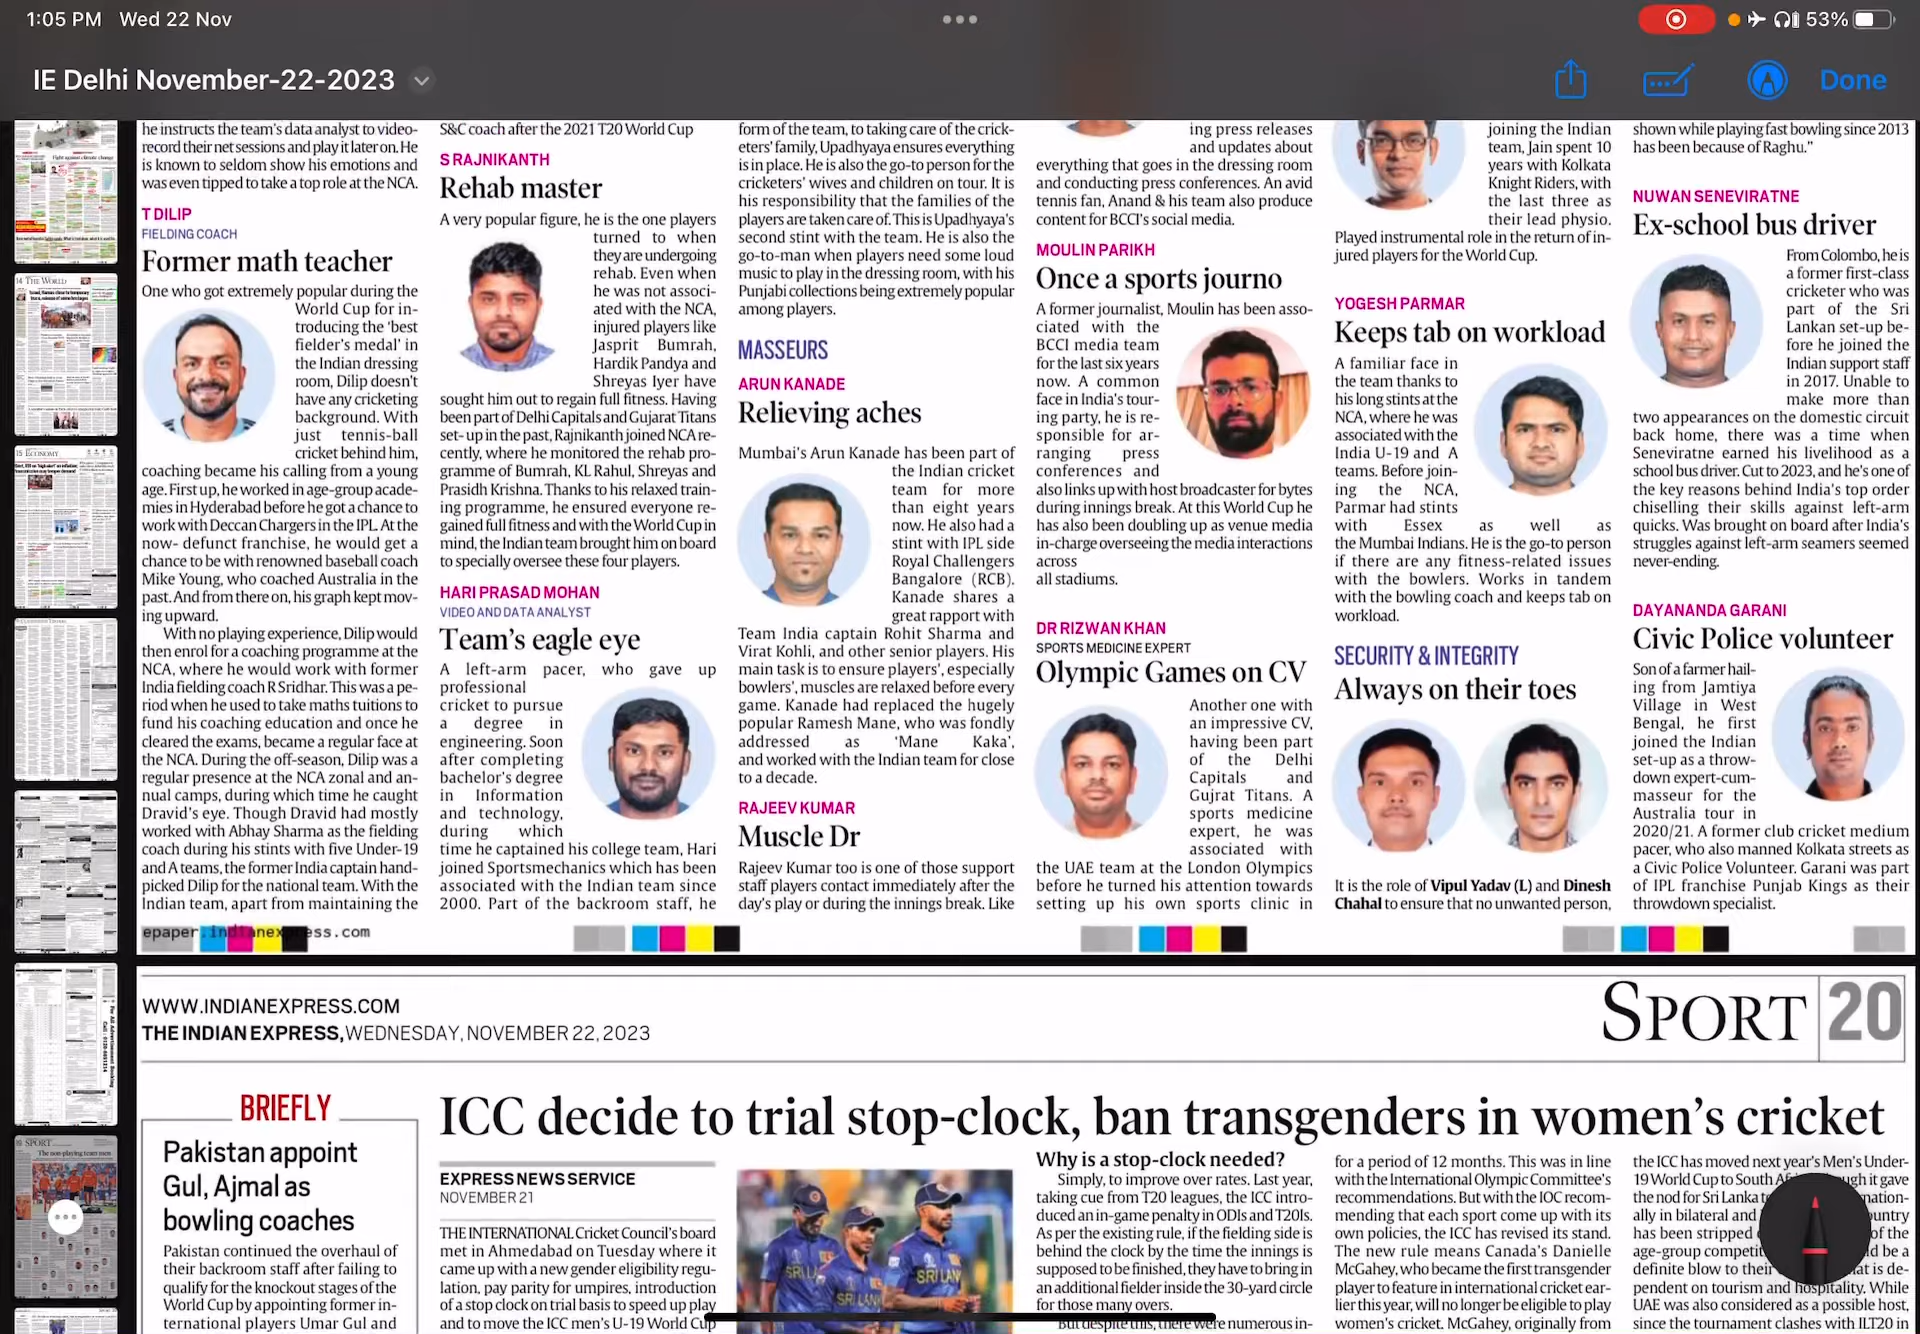 1:05 PM Wed 22 Nov
53%
IE Delhi November-22-2023
Done
he instructs the team's data analyst to video-
record their net sessions and play it later on. He
is known to seldom show his emotions and
was even tipped to take a top role at the NCA.
T DILIP
FIELDING COACH
Former math teacher
One who got extremely popular during the
World Cup for in-
troducing the 'best
fielder's medal' in
the Indian dressing
room, Dilip doesn't
have any cricketing
background. With
just tennis-ball
cricket behind him,
coaching became his calling from a young
age. First up, he worked in age-group acade-
mies in Hyderabad before he got a chance to
work with Deccan Chargers in the IPL. At the
now- defunct franchise, he would get a
chance to be with renowned baseball coach
Mike Young, who coached Australia in the
past. And from there on, his graph kept mov-
ing upward.
With no playing experience, Dilip would
then enrol for a coaching programme at the
NCA, where he would work with former
India fielding coach R Sridhar. This was a pe-
riod when he used to take maths tuitions to
fund his coaching education and once he
cleared the exams, became a regular face at
the NCA. During the off-season, Dilip was a
regular presence at the NCA zonal and an-
nual camps, during which time he caught
Dravid's eye. Though Dravid had mostly
worked with Abhay Sharma as the fielding
coach during his stints with five Under-19
and A teams, the former India captain hand-
picked Dilip for the national team. With the
Indian team, apart from maintaining the
S&C coach after the 2021 T20 World Cup
S RAJNIKANTH
Rehab master
A very popular figure, he is the one players
turned to when
they are undergoing
rehab. Even when
he was not associ-
ated with the NCA,
injured players like
Jasprit Bumrah,
Hardik Pandya and
Shreyas Iyer have
sought him out to regain full fitness. Having
been part of Delhi Capitals and Gujarat Titans
set-up in the past, Rajnikanth joined NCA re-
cently, where he monitored the rehab pro-
gramme of Bumrah, KL Rahul, Shreyas and
Prasidh Krishna. Thanks to his relaxed train-
ing programme, he ensured everyone re-
gained full fitness and with the World Cup in
mind, the Indian team brought him on board
to specially oversee these four players.
HARI PRASAD MOHAN
VIDEO AND DATA ANALYST
Team's eagle eye
A left-arm pacer, who gave up
professional
cricket to pursue
a degree in
engineering. Soon
after completing
bachelor's degree
in Information
and technology,
during which
time he captained his college team, Hari
joined Sportsmechanics which has been
associated with the Indian team since
2000. Part of the backroom staff, he
form of the team, to taking care of the crick-
eters' family, Upadhyaya ensures everything
is in place. He is also the go-to person for the
cricketers' wives and children on tour. It is
his responsibility that the families of the
players are taken care of. This is Upadhyaya's
second stint with the team. He is also the
go-to-man when players need some loud
music to play in the dressing room, with his
Punjabi collections being extremely popular
among players.
MASSEURS
ARUN KANADE
Relieving aches
Mumbai's Arun Kanade has been part of
the Indian cricket
team for more
than eight years
now. He also had a
stint with IPL side
Royal Challengers
Bangalore (RCB).
Kanade shares a
great rapport with
Team India captain Rohit Sharma and
Virat Kohli, and other senior players. His
main task is to ensure players', especially
bowlers', muscles are relaxed before every
game. Kanade had replaced the hugely
popular Ramesh Mane, who was fondly
addressed as 'Mane Kaka',
and worked with the Indian team for close
to a decade.
RAJEEV KUMAR
Muscle Dr
Rajeev Kumar too is one of those support
staff players contact immediately after the
day's play or during the innings break. Like
ing press releases
and updates about
everything that goes in the dressing room
and conducting press conferences. An avid
tennis fan, Anand & his team also produce
content for BCCI's social media.
MOULIN PARIKH
Once a sports journo
A former journalist, Moulin has been asso-
ciated with the
BCCI media team
for the last six years
now. A common
face in India's tour-
ing party, he is re-
sponsible for ar-
ranging press
conferences and
also links up with host broadcaster for bytes
during innings break. At this World Cup he
has also been doubling up as venue media
in-charge overseeing the media interactions
across
all stadiums.
DR RIZWAN KHAN
SPORTS MEDICINE EXPERT
Olympic Games on CV
Another one with
an impressive CV,
having been part
of the Delhi
Capitals and
Gujrat Titans. A
sports medicine
expert, he was
associated with
the UAE team at the London Olympics
before he turned his attention towards
setting up his own sports clinic in
joining the Indian
team, Jain spent 10
years with Kolkata
Knight Riders, with
the last three as
their lead physio.
Played instrumental role in the return of in-
jured players for the World Cup.
YOGESH PARMAR
Keeps tab on workload
A familiar face in
the team thanks to
his long stints at the
NCA, where he was
associated with the
India U-19 and A
teams. Before join-
ing the NCA,
Parmar had stints
with Essex as well as
the Mumbai Indians. He is the go-to person
if there are any fitness-related issues
with the bowlers. Works in tandem
with the bowling coach and keeps tab on
workload.
SECURITY & INTEGRITY
Always on their toes
It is the role of Vipul Yadav (L) and Dinesh
Chahal to ensure that no unwanted person,
shown while playing fast bowling since 2013
has been because of Raghu."
NUWAN SENEVIRATNE
Ex-school bus driver
From Colombo, he is
a former first-class
cricketer who was
part of the Sri
Lankan set-up be-
fore he joined the
Indian support staff
in 2017. Unable to
make more than
two appearances on the domestic circuit
back home, there was a time when
Seneviratne earned his livelihood as a
school bus driver. Cut to 2023, and he's one of
the key reasons behind India's top order
chiselling their skills against left-arm
quicks. Was brought on board after India's
struggles against left-arm seamers seemed
never-ending.
DAYANANDA GARANI
Civic Police volunteer
Son of a farmer hail-
ing from Jamtiya
Village in West
Bengal, he first
joined the Indian
set-up as a throw-
down expert-cum-
masseur for the
Australia tour in
2020/21. A former club cricket medium
pacer, who also manned Kolkata streets as
a Civic Police Volunteer. Garani was part
of IPL franchise Punjab Kings as their
throwdown specialist.
epaper.indianexpress.com
WWW.INDIANEXPRESS.COM
THE INDIAN EXPRESS, WEDNESDAY, NOVEMBER 22, 2023
SPORT 20
BRIEFLY
Pakistan appoint
Gul, Ajmal as
bowling coaches
Pakistan continued the overhaul of
their backroom staff after failing to
qualify for the knockout stages of the
World Cup by appointing former in-
ternational players Umar Gul and
ICC decide to trial stop-clock, ban transgenders in women's cricket
EXPRESS NEWS SERVICE
NOVEMBER 21
THE INTERNATIONAL Cricket Council's board
met in Ahmedabad on Tuesday where it
came up with a new gender eligibility regu-
lation, pay parity for umpires, introduction
of a stop clock on trial basis to speed up play
and to move the ICC men's U-19 World Cup
Why is a stop-clock needed?
Simply, to improve over rates. Last year,
taking cue from T20 leagues, the ICC intro-
duced an in-game penalty in ODIs and T20Is.
As per the existing rule, if the fielding side is
behind the clock by the time the innings is
supposed to be finished, they have to bring in
an additional fielder inside the 30-yard circle
for those many overs.
But despite this, there were numerous in-
for a period of 12 months. This was in line
with the International Olympic Committee's
recommendations. But with the IOC recom-
mending that each sport come up with its
own policies, the ICC has revised its stand.
The new rule means Canada's Danielle
McGahey, who became the first transgender
player to feature in international cricket ear-
lier this year, will no longer be eligible to play
women's cricket. McGahey, originally from
the ICC has moved next year's Men's Under-
19 World Cup to South
the nod for Sri Lanka
ally in bilateral and
has been stripped of the
age-group be a
definite blow to their is de-
pendent on tourism and hospitality. While
UAE was also considered as a possible host,
since the tournament clashes with ILT20 in